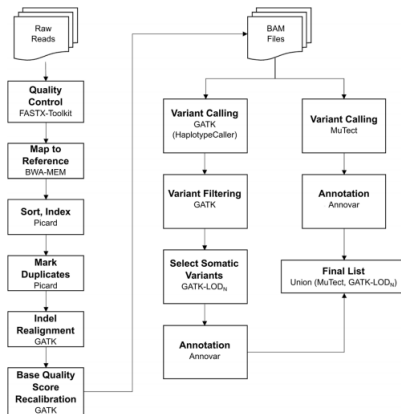 Raw
Reads
Quality
Control
FASTX-Toolkit
Map to
Reference
BWA-MEM
Sort, Index
Picard
Mark
Duplicates
Picard
Indel
Realignment
GATK
Base Quality
Score
Recalibration
GATK
BAM
Files
Variant Calling
GATK
(HaplotypeCaller)
Variant Filtering
GATK
Select Somatic
Variants
GATK-LODN
Annotation
Annovar
Variant Calling
MuTect
Annotation
Annovar
Final List
Union (MuTect, GATK-LODN)